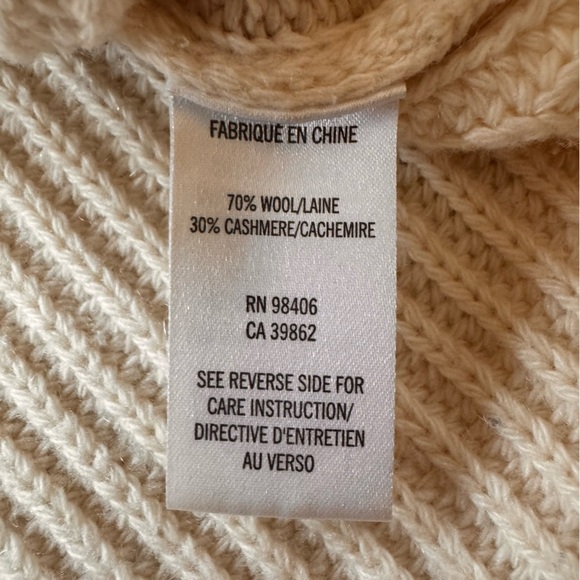 FABRIQUÉ EN CHINE
70% WOOL/LAINE
30% CASHMERE/CACHEMIRE
RN 98406
CA 39862
SEE REVERSE SIDE FOR
CARE INSTRUCTION/
DIRECTIVE D'ENTRETIEN
AU VERSO